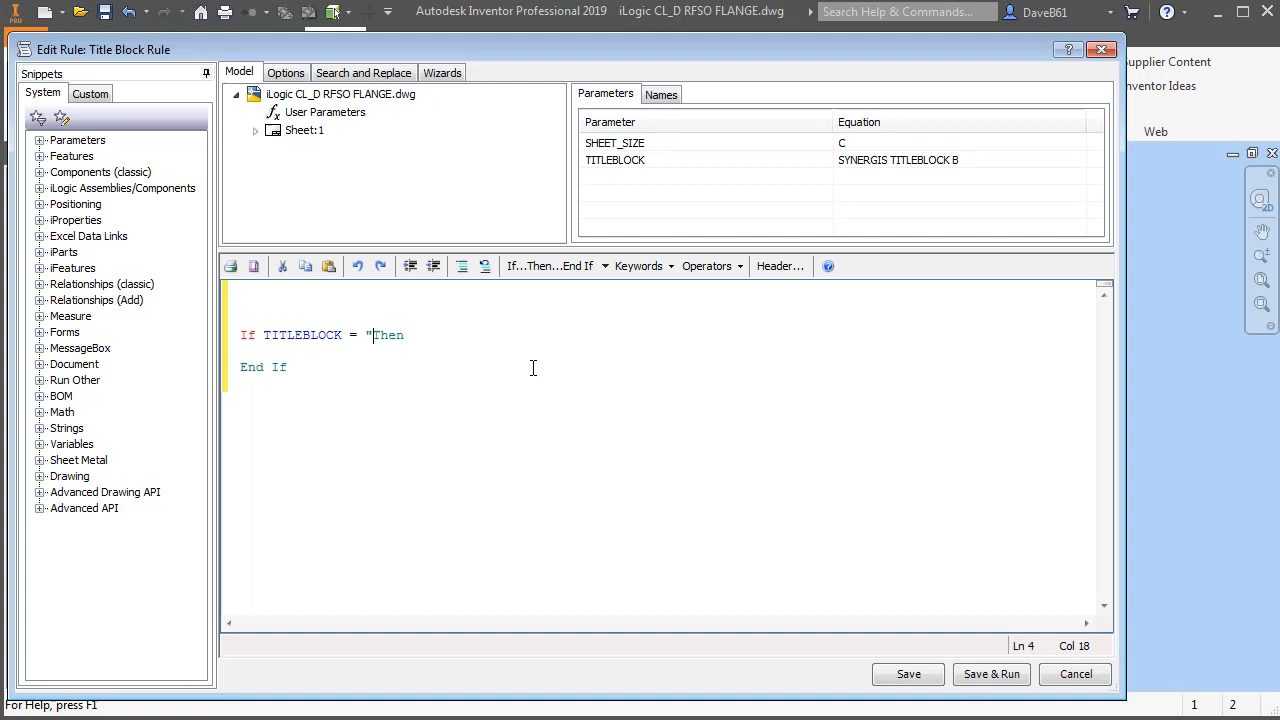 PRO
Autodesk Inventor Professional 2019 iLogic CL_D RFSO FLANGE.dwg
Search Help & Commands...
DaveB61
Edit Rule: Title Block Rule
Supplier Content
Inventor Ideas
Web
Snippets
System Custom
Parameters
Features
Components (classic)
iLogic Assemblies/Components
Positioning
iProperties
Excel Data Links
iParts
iFeatures
Relationships (classic)
Relationships (Add)
Measure
Forms
MessageBox
Document
Run Other
BOM
Math
Strings
Variables
Sheet Metal
Drawing
Advanced Drawing API
Advanced API
Model Options Search and Replace Wizards
iLogic CL_D RFSO FLANGE.dwg
User Parameters
Sheet:1
Parameters Names
Parameter Equation
SHEET_SIZE C
TITLEBLOCK SYNERGIS TITLEBLOCK B
If...Then...End If Keywords Operators Header...
If TITLEBLOCK = "Then
End If
Ln 4 Col 18
Save Save & Run Cancel
2D
For Help, press F1
1 2